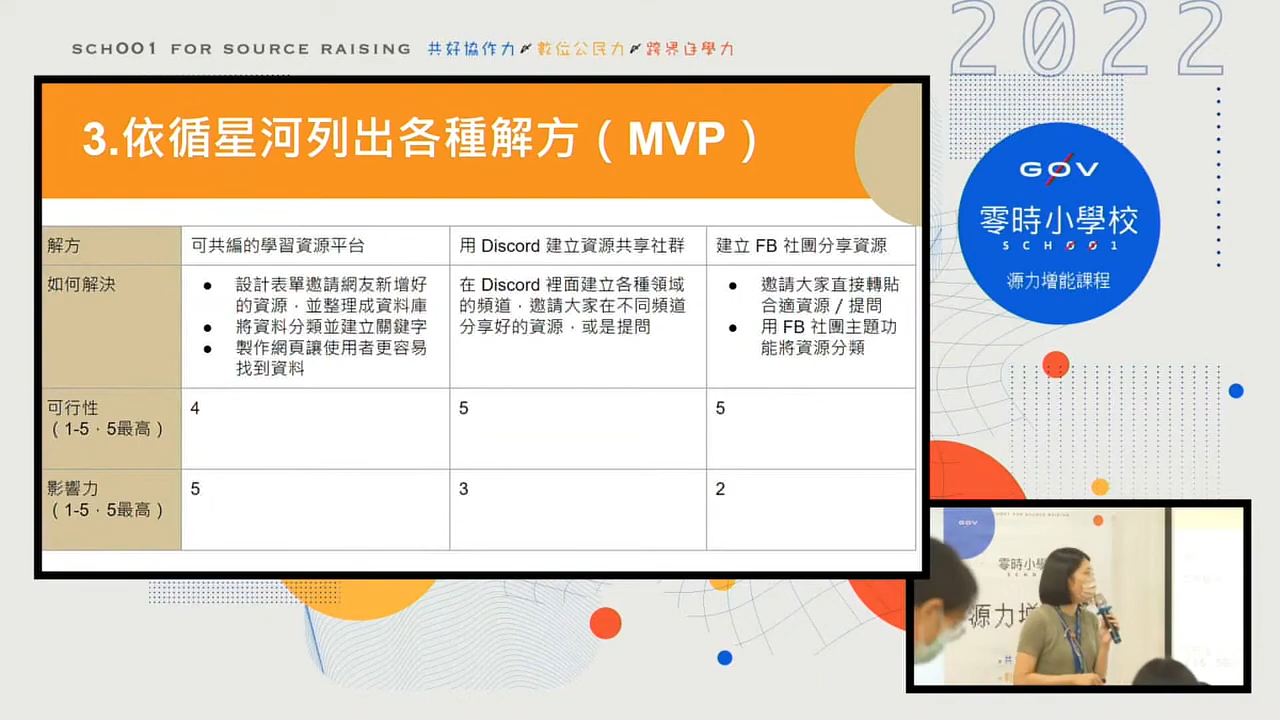 SCH001 FOR SOURCE RAISING 共好協作力 數位公民力 跨界自學力
2022
3.依循星河列出各種解方（MVP）
解方
可共編的學習資源平台
用 Discord 建立資源共享社群
建立 FB 社團分享資源
如何解決
● 設計表單邀請網友新增好
的資源，並整理成資料庫
● 將資料分類並建立關鍵字
● 製作網頁讓使用者更容易
找到資料
在 Discord 裡面建立各種領域
的頻道，邀請大家在不同頻道
分享好的資源，或是提問
● 邀請大家直接轉貼
合適資源 / 提問
● 用 FB 社團主題功
能將資源分類
可行性
（1-5，5最高）
4
5
5
影響力
（1-5，5最高）
5
3
2
G0V
零時小學校
SCH001
源力增能課程
GOV
零時小學
源力增